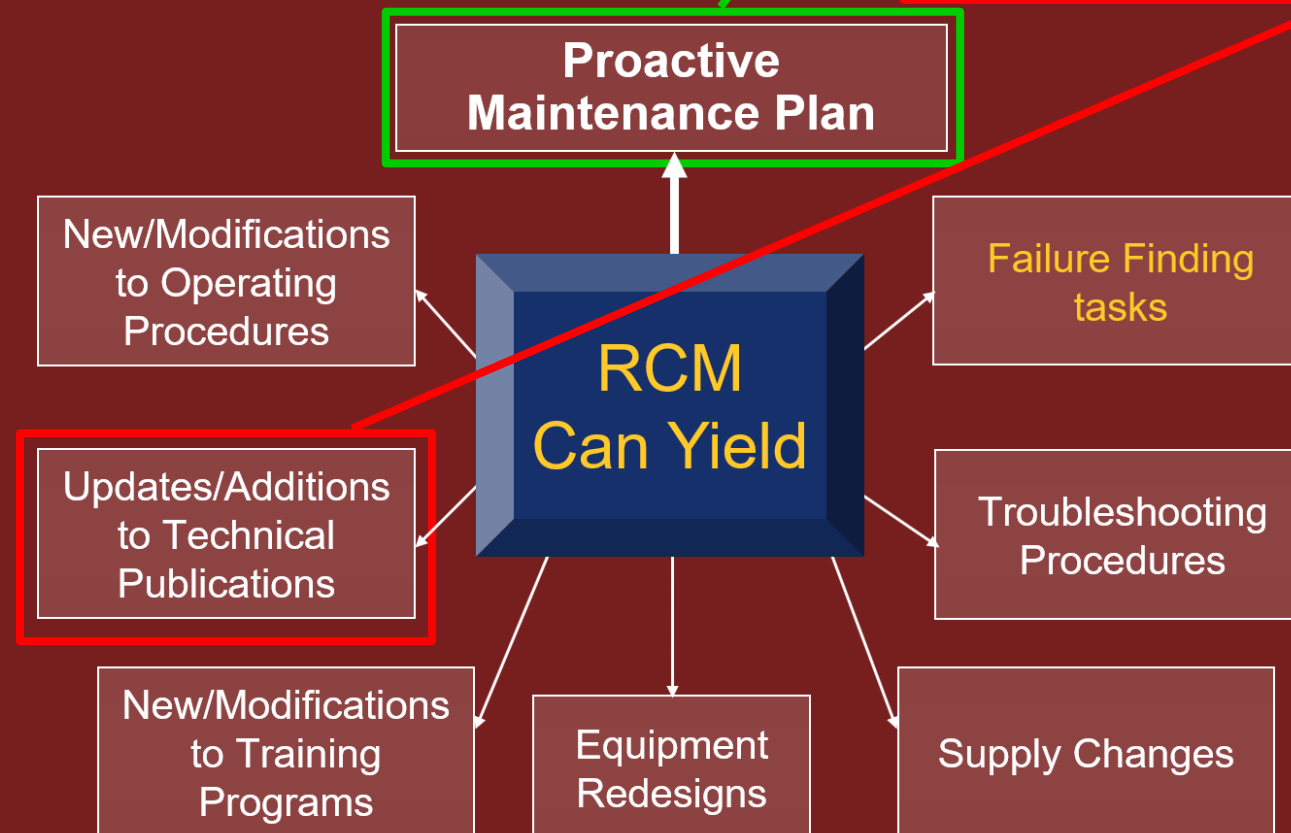 Proactive
Maintenance Plan
New/Modifications
to Operating
Procedures
Failure Finding
tasks
RCM
Can Yield
Updates/Additions
to Technical
Publications
Troubleshooting
Procedures
New/Modifications
to Training
Programs
Equipment
Redesigns
Supply Changes